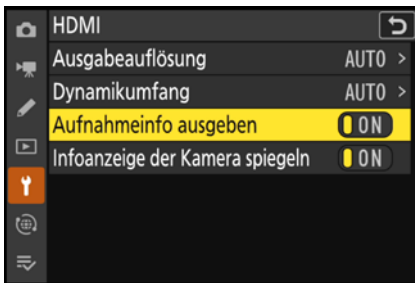 HDMI
Ausgabeauflösung AUTO >
Dynamikumfang AUTO >
Aufnahmeinfo ausgeben ON
Infoanzeige der Kamera spiegeln ON